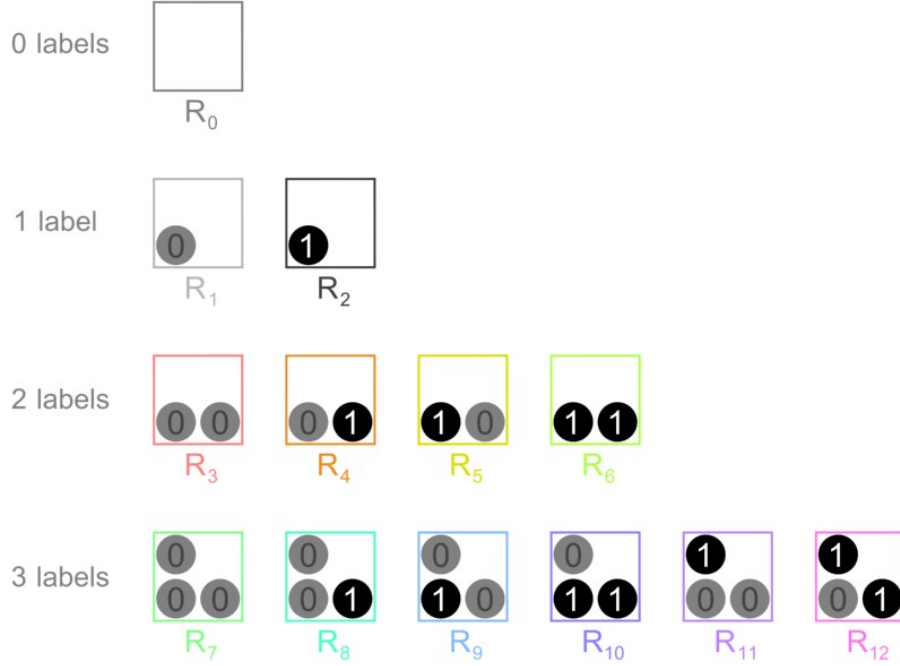 0 labels
R₀
1 label
0 1
R₁ R₂
2 labels
0 0 0 1 1 0 1 1
R₃ R₄ R₅ R₆
3 labels
0 0 0 0 1 1
0 0 0 1 1 0 1 1 0 0 0 1
R₇ R₈ R₉ R₁₀ R₁₁ R₁₂